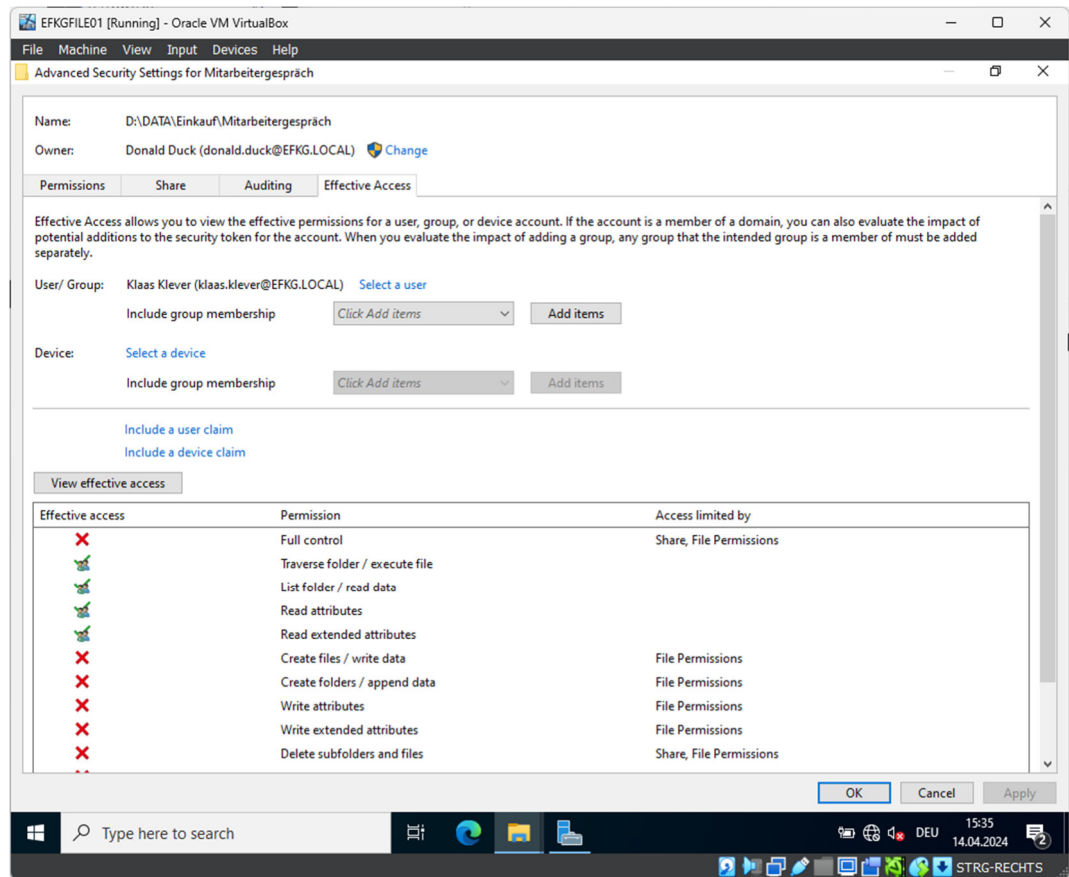 EFKGFILE01 [Running] - Oracle VM VirtualBox
File Machine View Input Devices Help
Advanced Security Settings for Mitarbeitergespräch
Name: D:\DATA\Einkauf\Mitarbeitergespräch
Owner: Donald Duck (donald.duck@EFKG.LOCAL) Change
Permissions Share Auditing Effective Access
Effective Access allows you to view the effective permissions for a user, group, or device account. If the account is a member of a domain, you can also evaluate the impact of
potential additions to the security token for the account. When you evaluate the impact of adding a group, any group that the intended group is a member of must be added
separately.
User/ Group: Klaas Klever (klaas.klever@EFKG.LOCAL) Select a user
Include group membership Click Add items Add items
Device: Select a device
Include group membership Click Add items Add items
Include a user claim
Include a device claim
View effective access
Effective access Permission Access limited by
Full control Share, File Permissions
Traverse folder / execute file
List folder / read data
Read attributes
Read extended attributes
Create files / write data File Permissions
Create folders / append data File Permissions
Write attributes File Permissions
Write extended attributes File Permissions
Delete subfolders and files Share, File Permissions
OK Cancel Apply
Type here to search DEU 15:35
14.04.2024 2
STRG-RECHTS